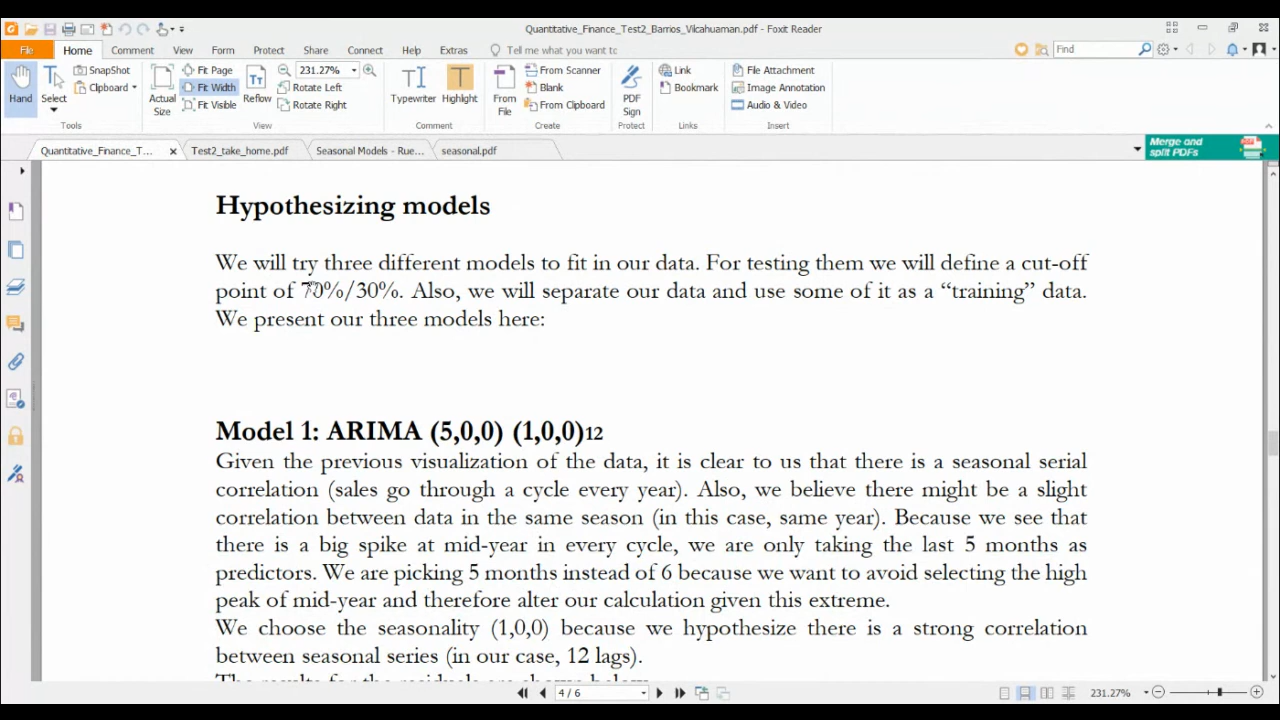 Quantitative_Finance_Test2_Barrios_Vilcahuaman.pdf - Foxit Reader
File Home Comment View Form Protect Share Connect Help Extras Tell me what you want to Find
Hand Select SnapShot Clipboard Actual Size Fit Page Fit Width Fit Visible Reflow 231.27% Rotate Left Rotate Right Typewriter Highlight From File From Scanner Blank From Clipboard PDF Sign Link Bookmark File Attachment Image Annotation Audio & Video
Tools View Comment Create Protect Links Insert
Quantitative_Finance_T... Test2_take_home.pdf Seasonal Models - Rue... seasonal.pdf
Merge and
split PDFs
Hypothesizing models
We will try three different models to fit in our data. For testing them we will define a cut-off
point of 70%/30%. Also, we will separate our data and use some of it as a “training” data.
We present our three models here:
Model 1: ARIMA (5,0,0) (1,0,0)12
Given the previous visualization of the data, it is clear to us that there is a seasonal serial
correlation (sales go through a cycle every year). Also, we believe there might be a slight
correlation between data in the same season (in this case, same year). Because we see that
there is a big spike at mid-year in every cycle, we are only taking the last 5 months as
predictors. We are picking 5 months instead of 6 because we want to avoid selecting the high
peak of mid-year and therefore alter our calculation given this extreme.
We choose the seasonality (1,0,0) because we hypothesize there is a strong correlation
between seasonal series (in our case, 12 lags).
The results for the residuals are shown below
4 / 6 231.27%